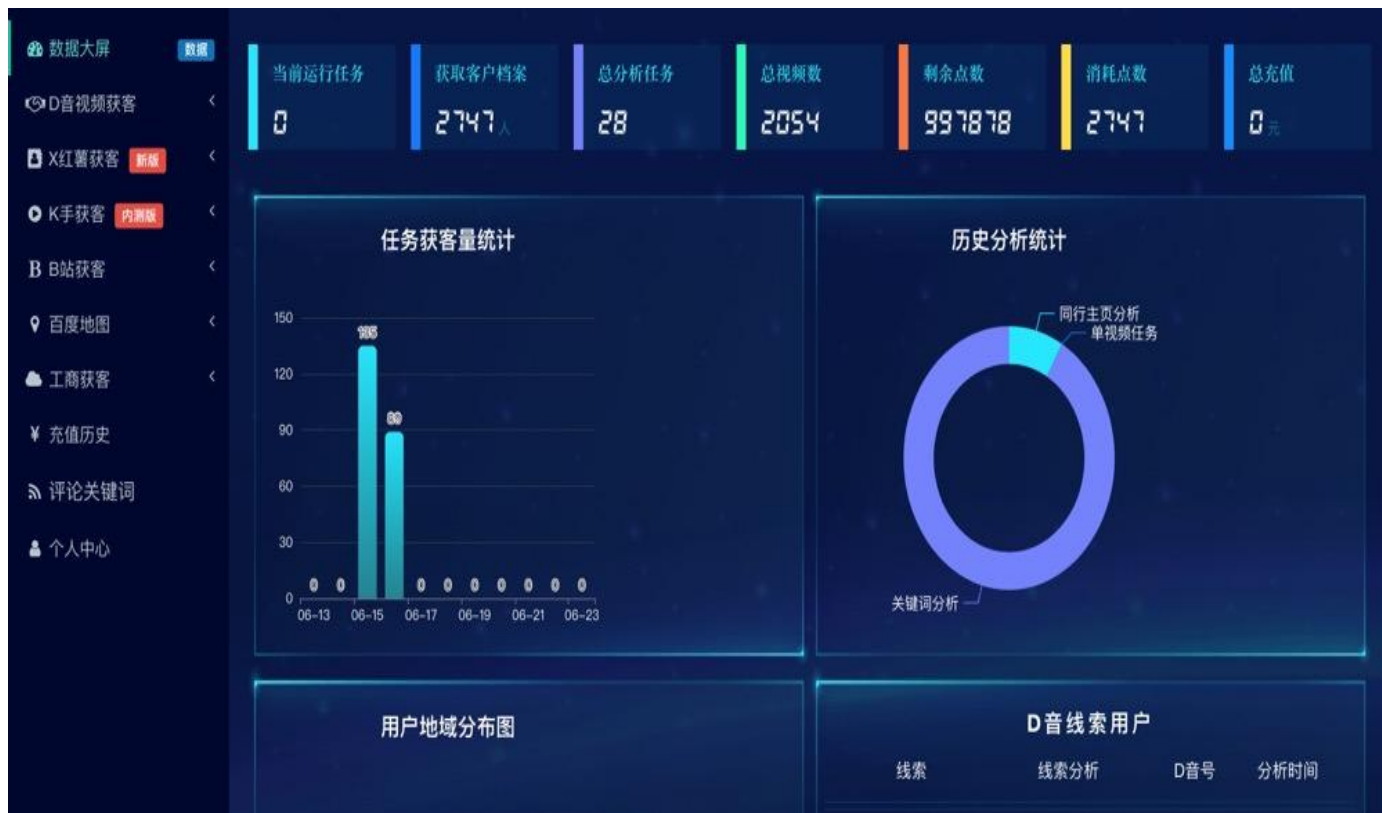 数据大屏 数据
D音视频获客
X红薯获客 新版
K手获客 内测版
B B站获客
百度地图
工商获客
¥ 充值历史
评论关键词
个人中心
当前运行任务
0
获取客户档案
2747人
总分析任务
28
总视频数
2054
剩余点数
997878
消耗点数
2747
总充值
0元
任务获客量统计
150
120
90
60
30
0
0 0 135 89 0 0 0 0 0 0 0
06-13 06-15 06-17 06-19 06-21 06-23
历史分析统计
同行主页分析
单视频任务
关键词分析
用户地域分布图
D音线索用户
线索 线索分析 D音号 分析时间